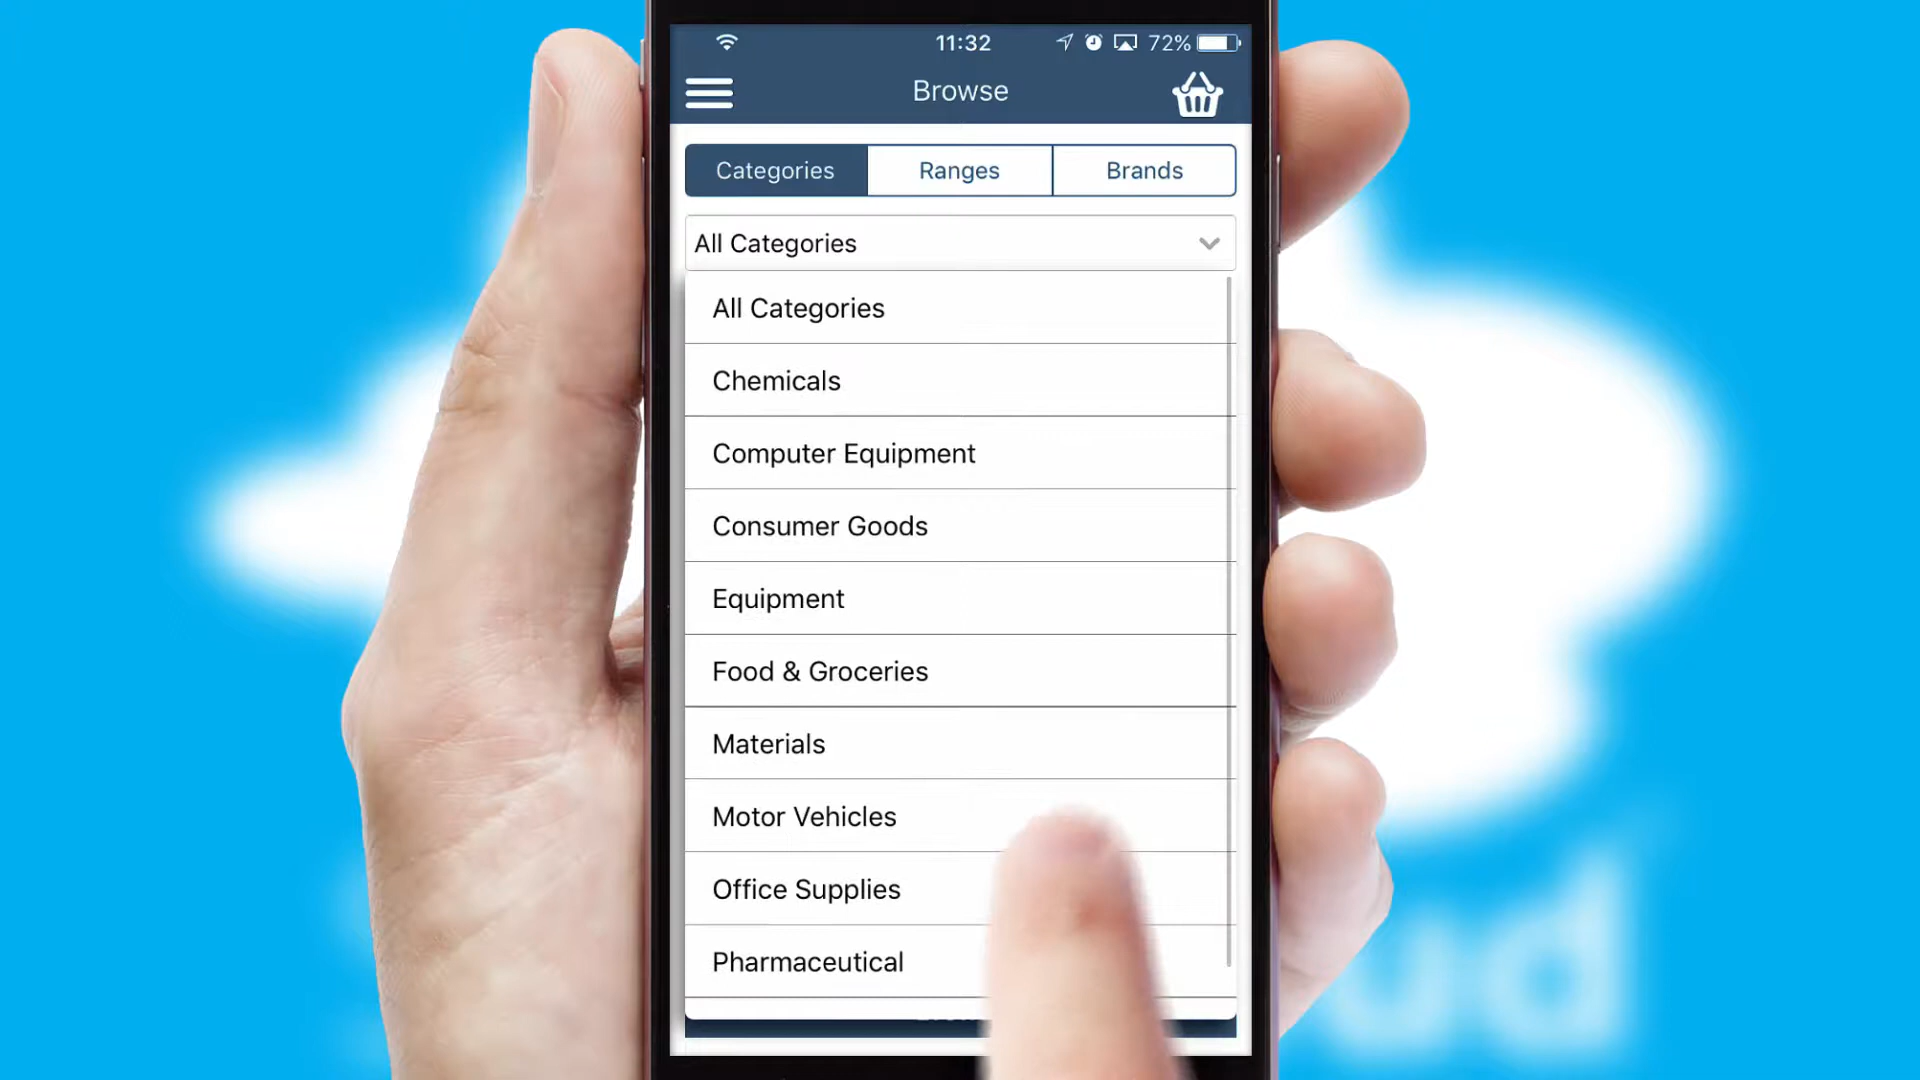 11:32
72%
Browse
Categories
Ranges
Brands
All Categories
All Categories
Chemicals
Computer Equipment
Consumer Goods
Equipment
Food & Groceries
Materials
Motor Vehicles
Office Supplies
Pharmaceutical